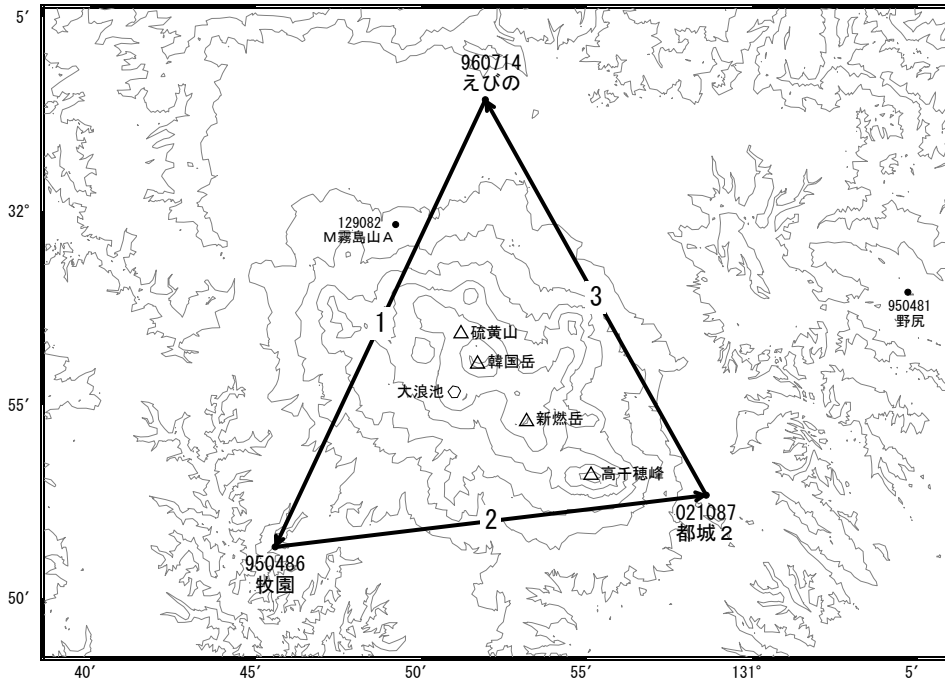 5′
960714
えびの
32°
129082
M霧島山A
3
950481
野尻
1
硫黄山
韓国岳
大浪池
55′
新燃岳
高千穂峰
021087
都城２
2
950486
牧園
50′
40′
45′
50′
55′
131°
5′